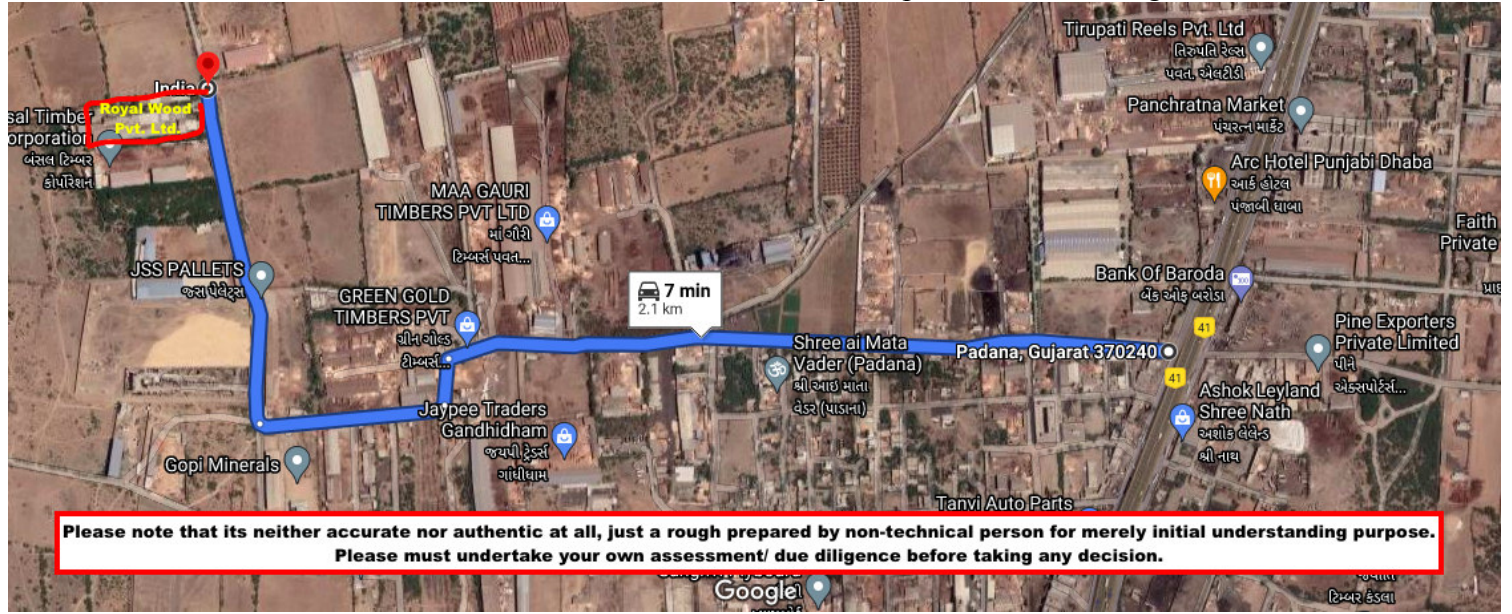 Tirupati Reels Pvt. Ltd
તિરુપતિ રેલ્સ
પવત. એલટીડી
India
Royal Wood
Pvt. Ltd.
sal Timber
orporation
બંસલ ટિમ્બર
કોર્પોરેશન
Panchratna Market
પંચરત્ન માર્કેટ
Arc Hotel Punjabi Dhaba
આર્ક હોટલ
પંજાબી ધાબા
MAA GAURI
TIMBERS PVT LTD
માં ગૌરી
ટિમ્બર્સ પવત...
Faith
Private
JSS PALLETS
જસ પેલેટ્સ
Bank Of Baroda
બેંક ઓફ બરોડા
7 min
2.1 km
GREEN GOLD
TIMBERS PVT
ગ્રીન ગોલ્ડ
ટીમ્બર્સ...
41
Pine Exporters
Private Limited
પીને
એક્સપોર્ટર્સ...
Shree ai Mata
Vader (Padana)
શ્રી આઇ માતા
વેડર (પાડાના)
Padana, Gujarat 370240
41
Ashok Leyland
Shree Nath
અશોક લેલેન્ડ
શ્રી નાથ
Jaypee Traders
Gandhidham
જયપી ટ્રેડર્સ
ગાંધીધામ
Gopi Minerals
Tanvi Auto Parts
Please note that its neither accurate nor authentic at all, just a rough prepared by non-technical person for merely initial understanding purpose.
Please must undertake your own assessment/ due diligence before taking any decision.
Google
ટિમ્બર કંડલા